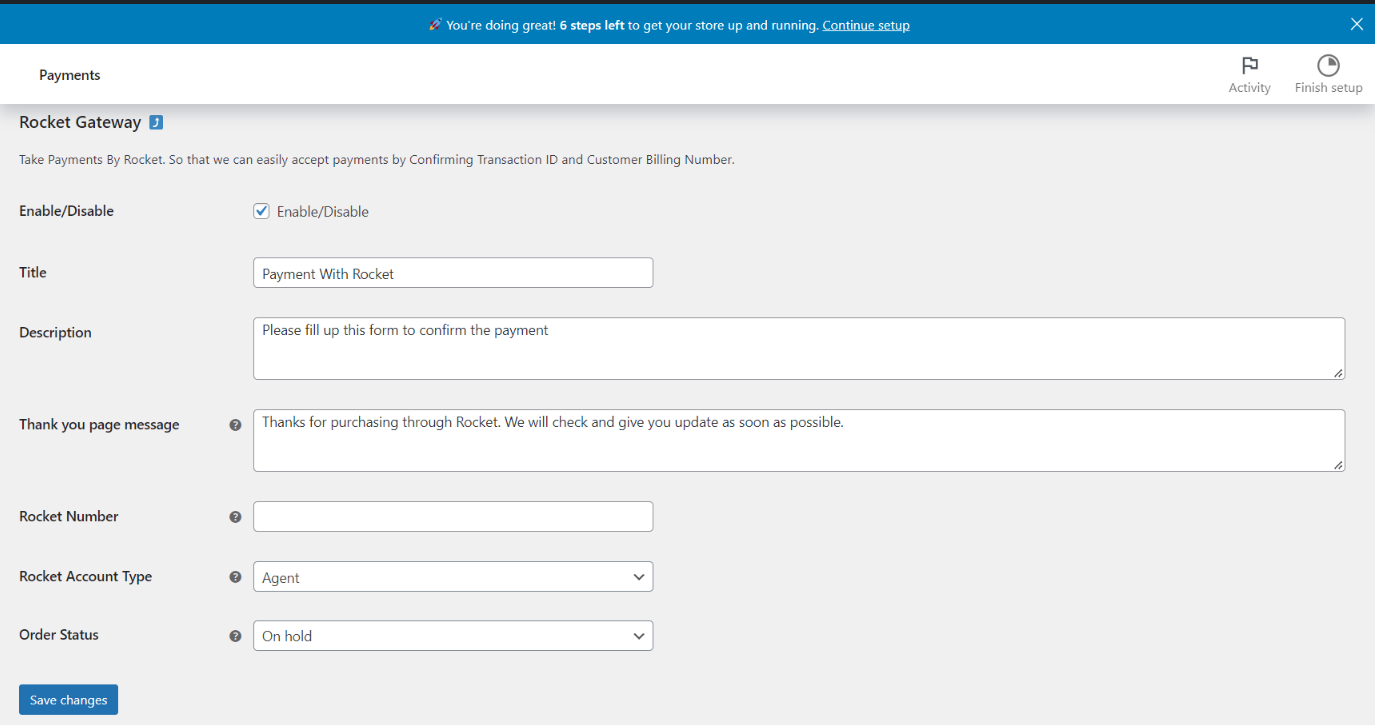 🚀 You're doing great! 6 steps left to get your store up and running. Continue setup
Payments
Activity
Finish setup
Rocket Gateway
Take Payments By Rocket. So that we can easily accept payments by Confirming Transaction ID and Customer Billing Number.
Enable/Disable
Enable/Disable
Title
Payment With Rocket
Description
Please fill up this form to confirm the payment
Thank you page message
Thanks for purchasing through Rocket. We will check and give you update as soon as possible.
Rocket Number
Rocket Account Type
Agent
Order Status
On hold
Save changes